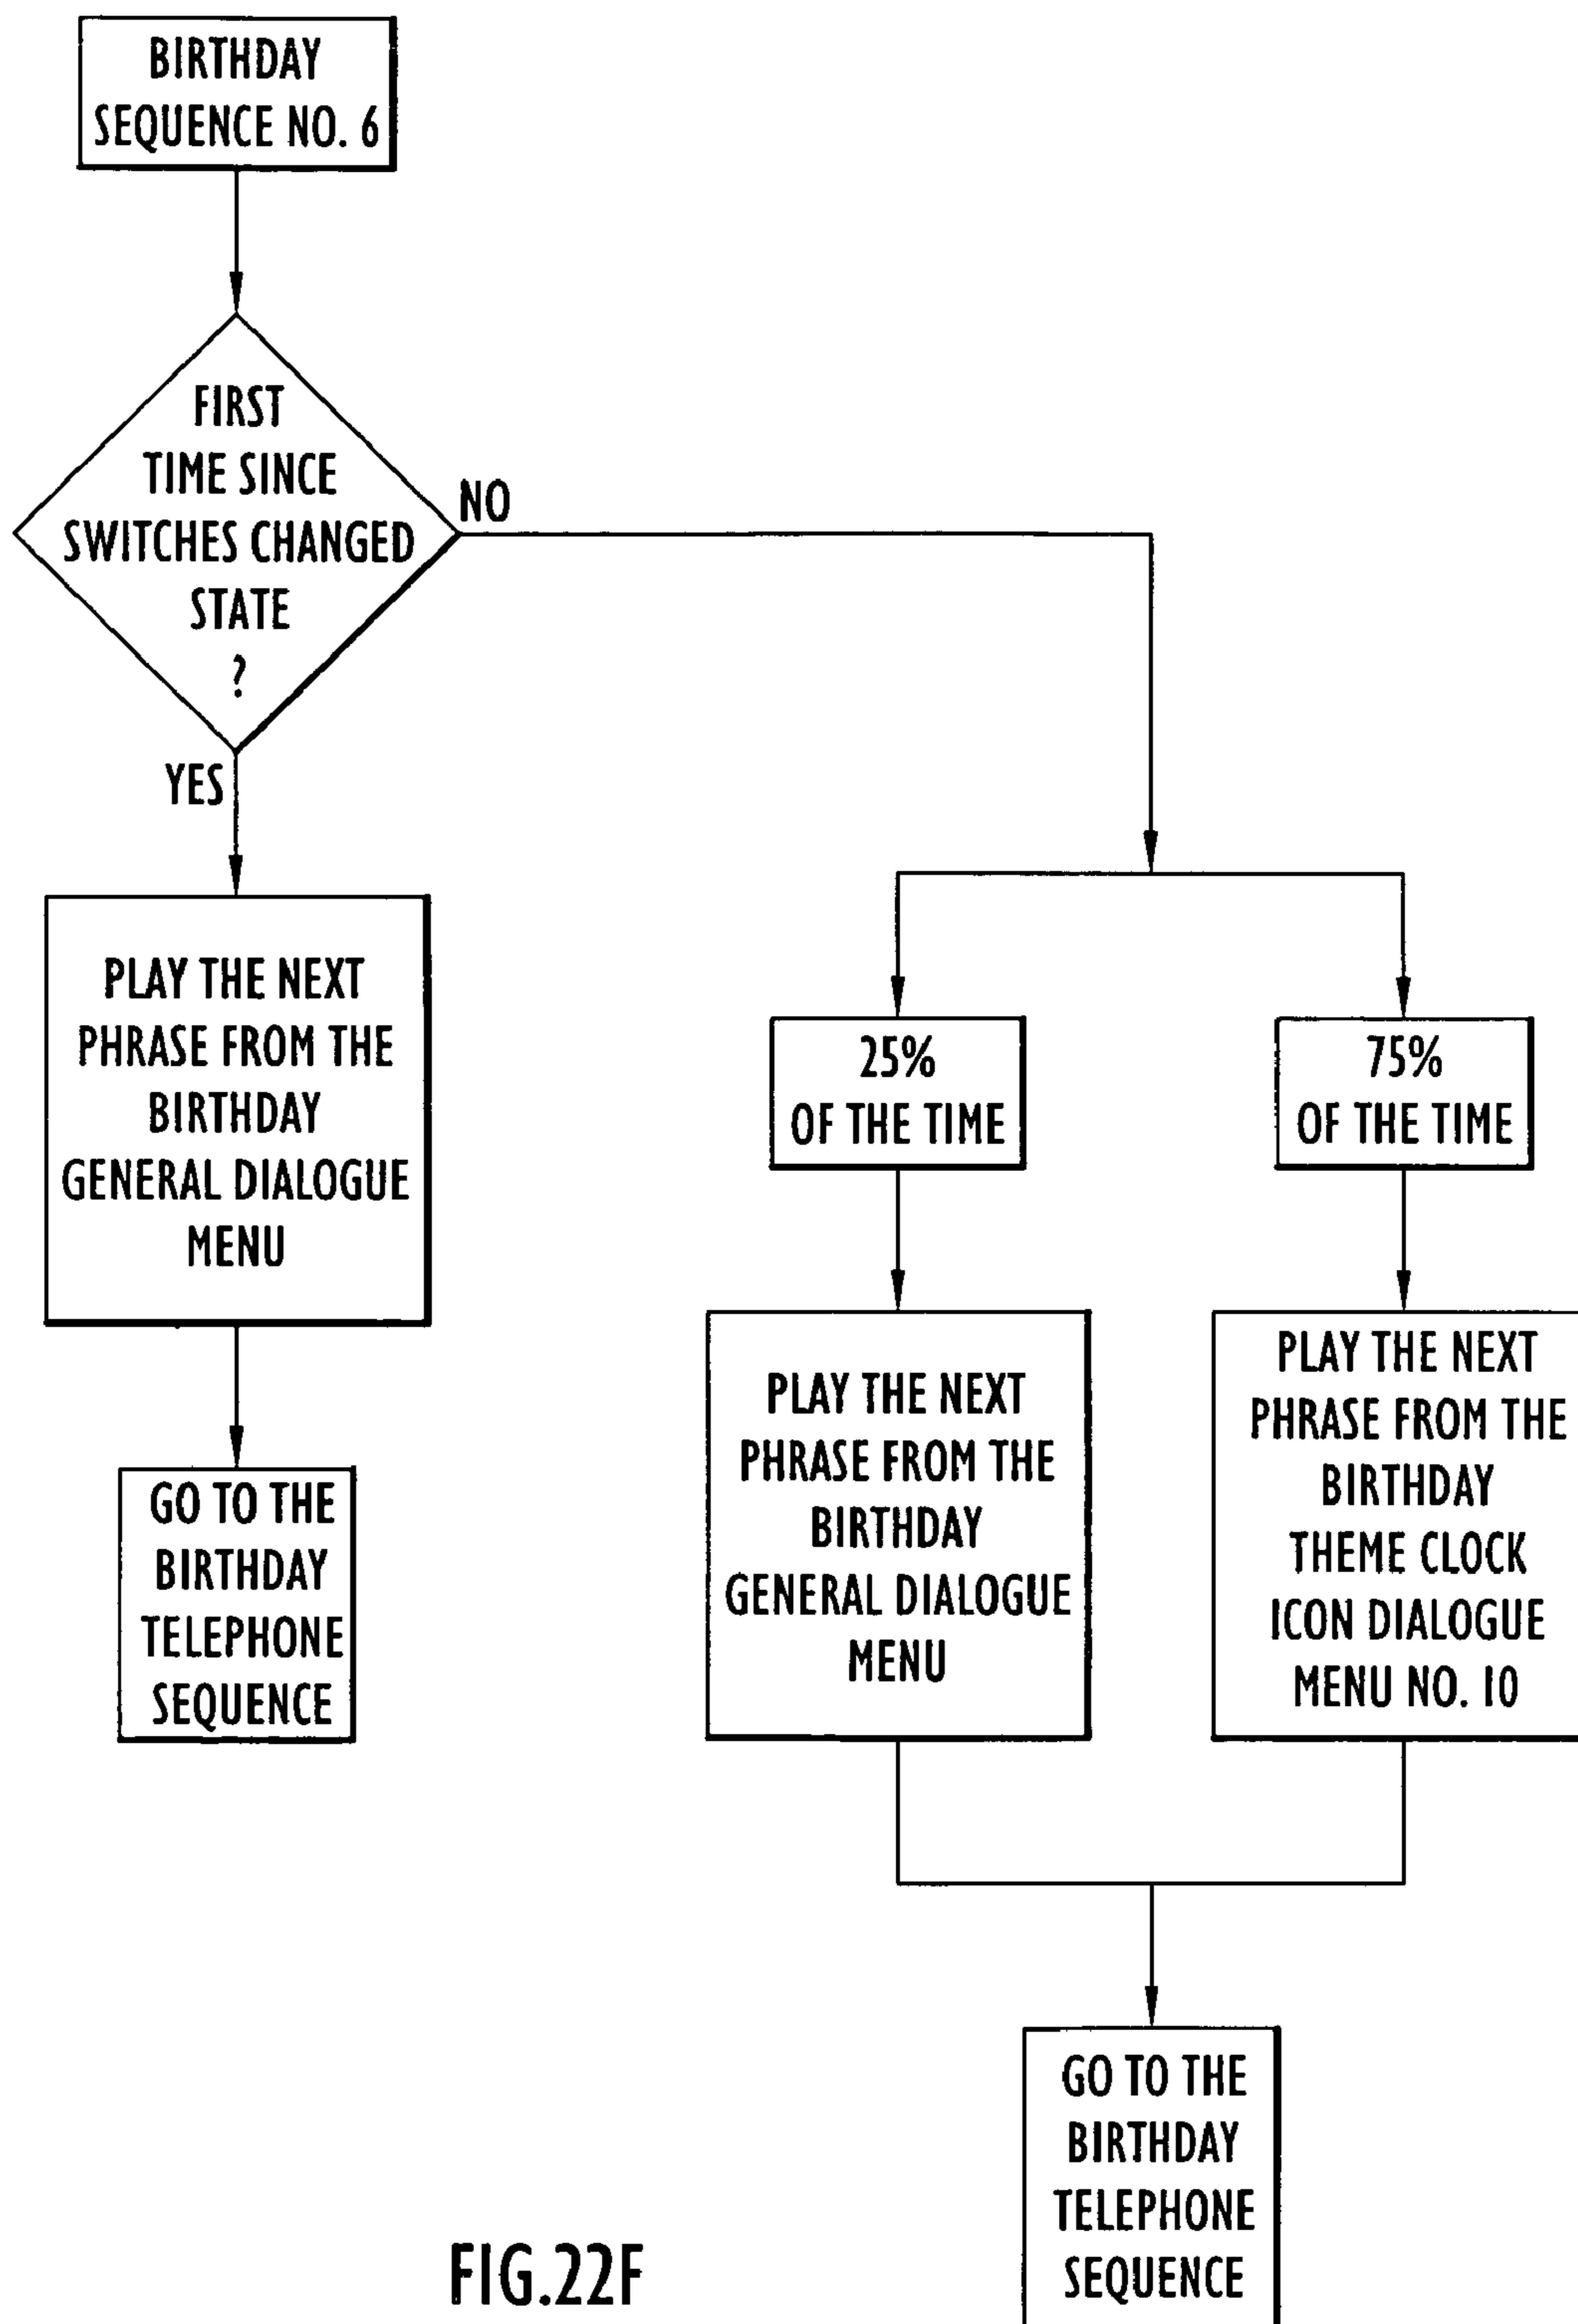 BIRTHDAY
SEQUENCE NO. 6
FIRST
TIME SINCE
SWITCHES CHANGED
STATE
?
NO
YES
PLAY THE NEXT
PHRASE FROM THE
BIRTHDAY
GENERAL DIALOGUE
MENU
GO TO THE
BIRTHDAY
TELEPHONE
SEQUENCE
25%
OF THE TIME
75%
OF THE TIME
PLAY THE NEXT
PHRASE FROM THE
BIRTHDAY
GENERAL DIALOGUE
MENU
PLAY THE NEXT
PHRASE FROM THE
BIRTHDAY
THEME CLOCK
ICON DIALOGUE
MENU NO. 10
GO TO THE
BIRTHDAY
TELEPHONE
SEQUENCE
FIG.22F